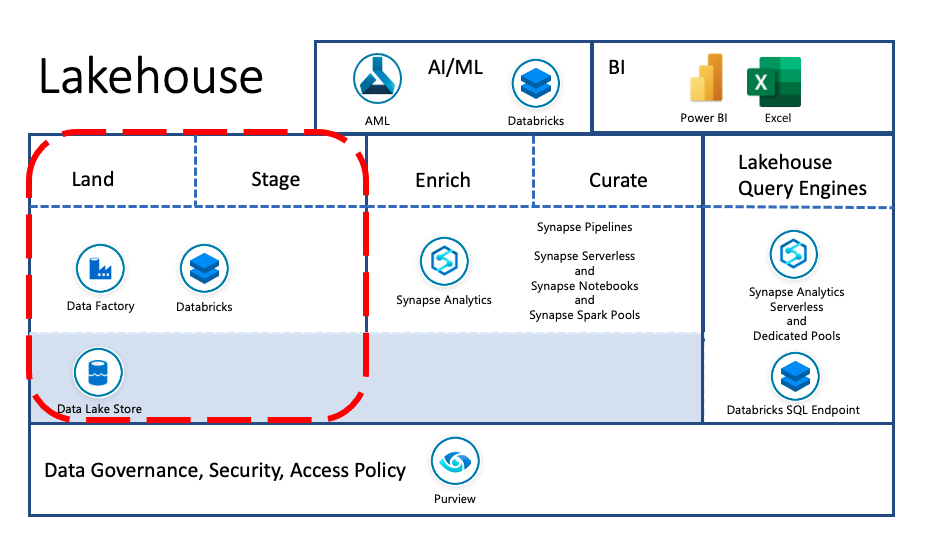 Lakehouse
AI/ML
AML
Databricks
BI
Power BI
X
Excel
Land
Stage
Enrich
Curate
Lakehouse
Query Engines
Data Factory
Databricks
Synapse Analytics
Synapse Pipelines
Synapse Serverless
and
Synapse Notebooks
and
Synapse Spark Pools
Synapse Analytics
Serverless
and
Dedicated Pools
Data Lake Store
Databricks SQL Endpoint
Data Governance, Security, Access Policy
Purview